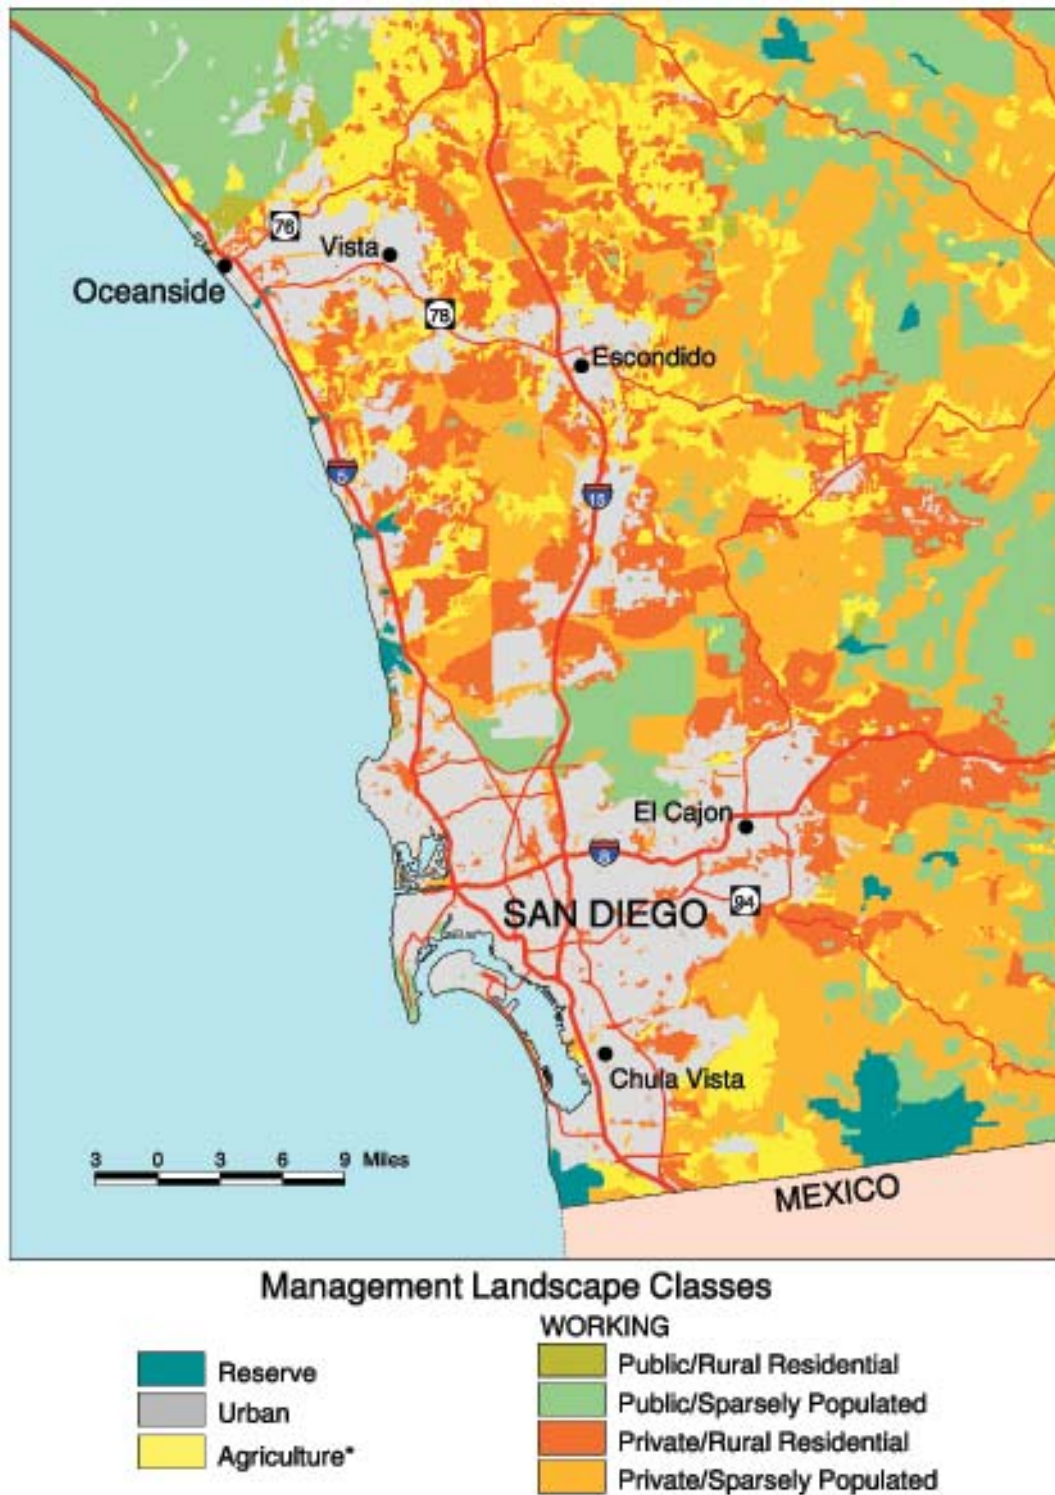 76
Vista
Oceanside
78
Escondido
5
15
El Cajon
8
SAN DIEGO
94
Chula Vista
3 0 3 6 9 Miles
MEXICO
Management Landscape Classes
Reserve
Urban
Agriculture*
WORKING
Public/Rural Residential
Public/Sparsely Populated
Private/Rural Residential
Private/Sparsely Populated